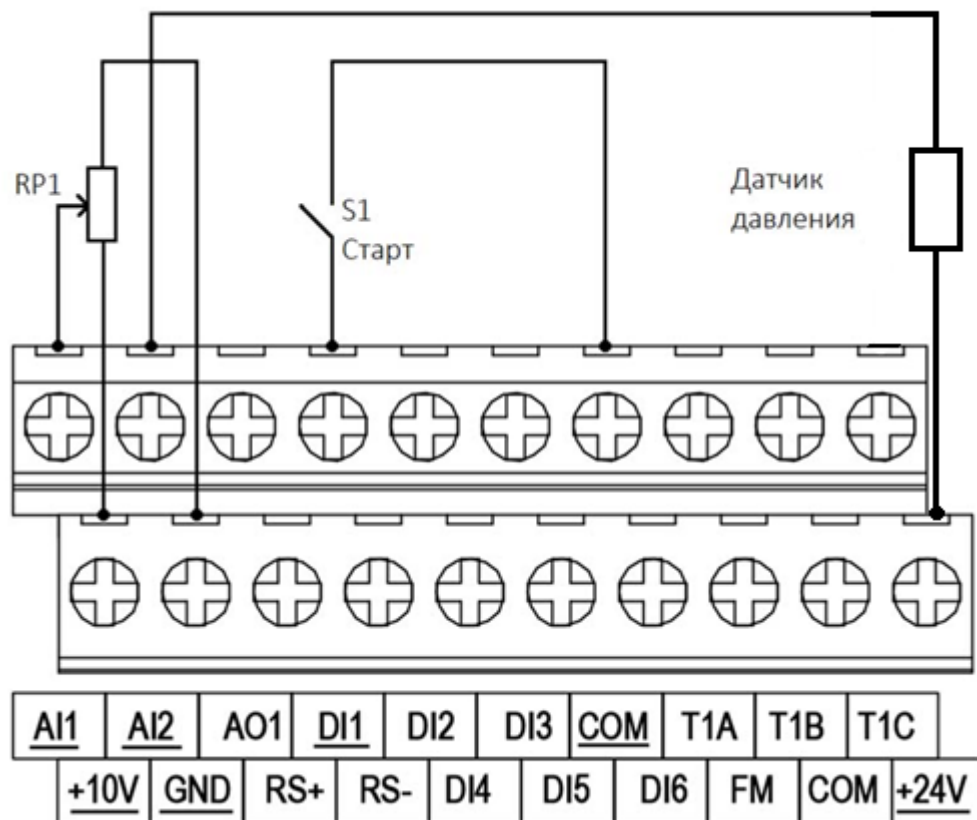 RP1
S1
Старт
Датчик
давления
AI1 AI2 AO1 DI1 DI2 DI3 COM T1A T1B T1C
+10V GND RS+ RS- DI4 DI5 DI6 FM COM +24V